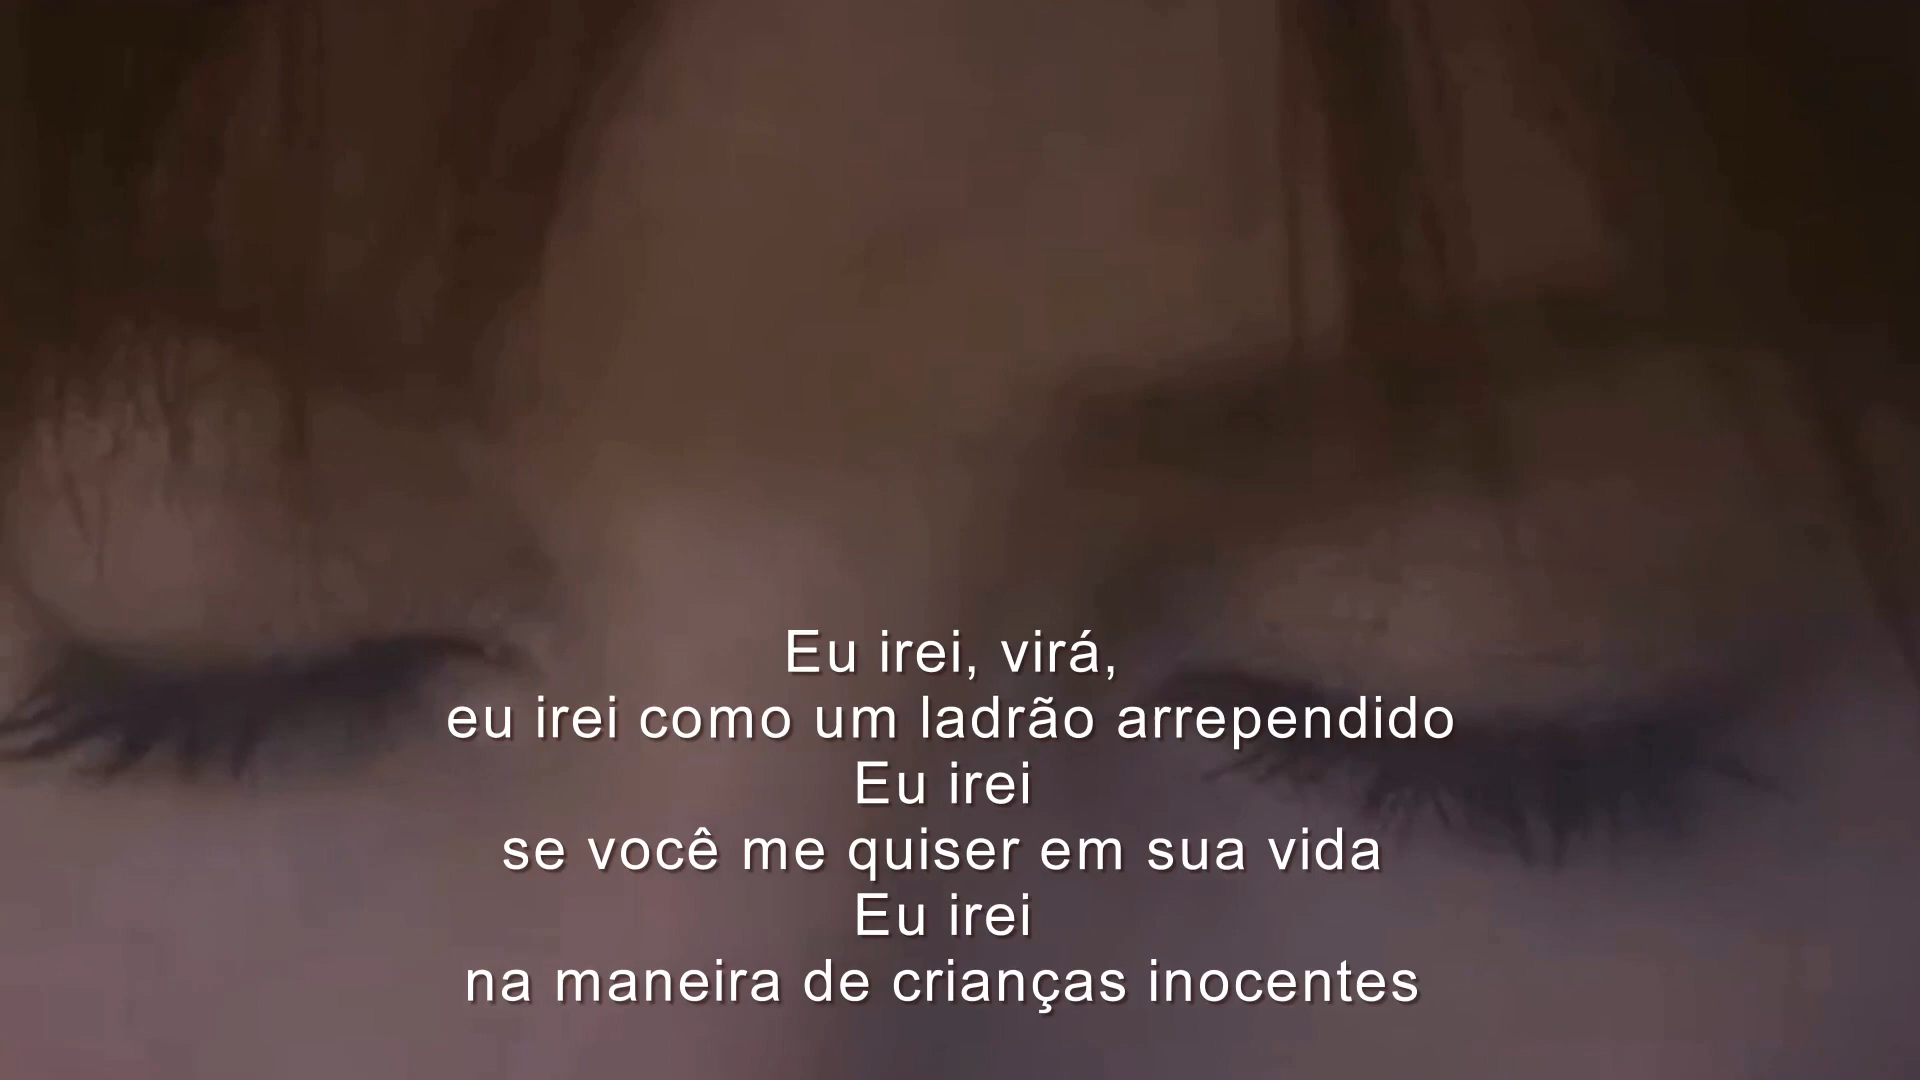 Eu irei, virá,
eu irei como um ladrão arrependido
Eu irei
se você me quiser em sua vida
Eu irei
na maneira de crianças inocentes